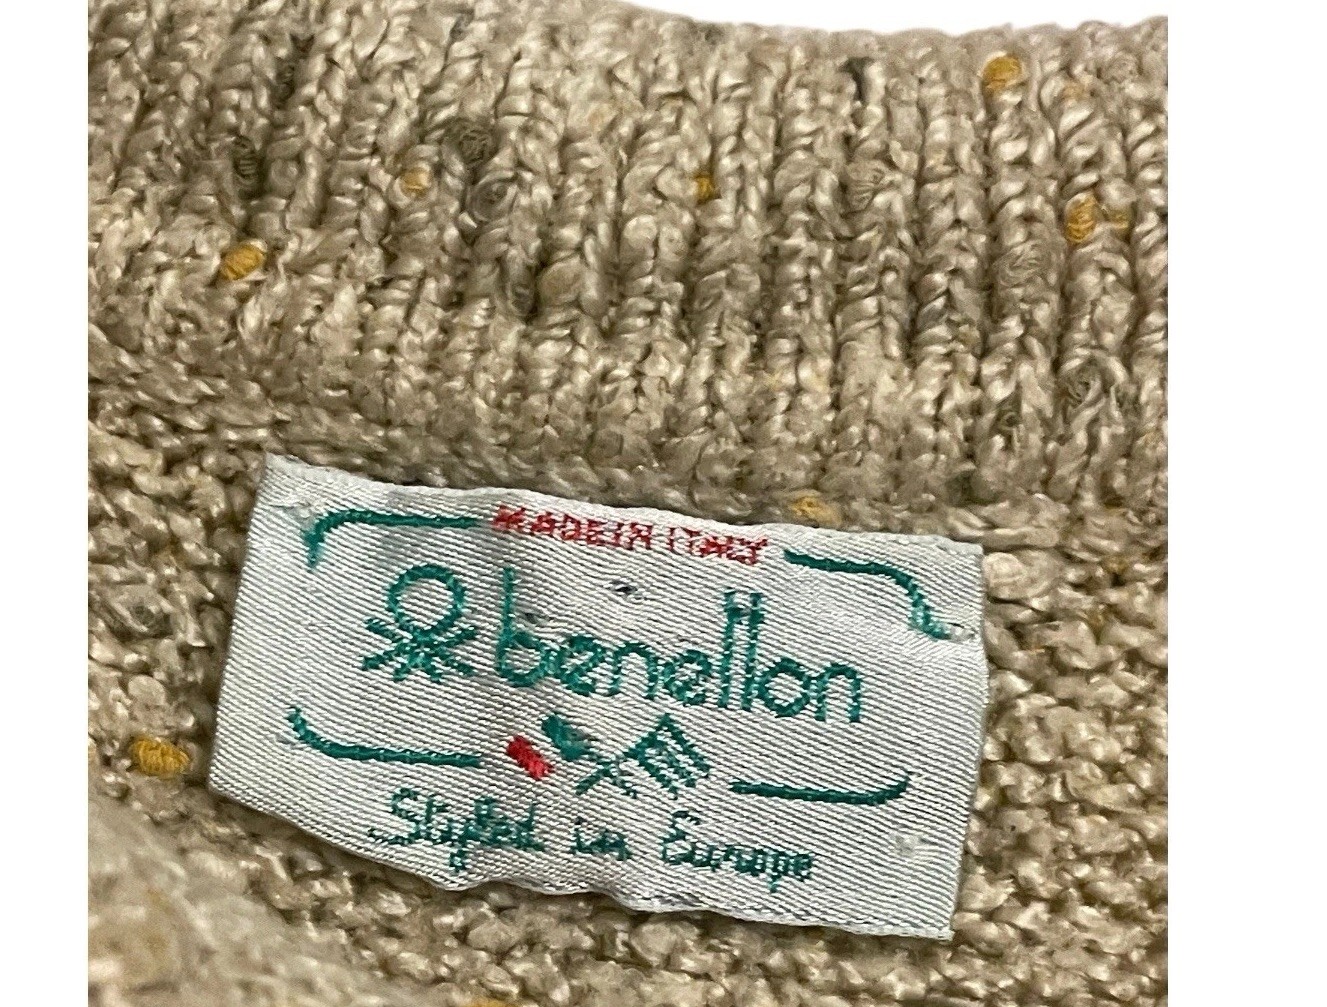 MADE IN ITALY
benetton
Styled in Europe